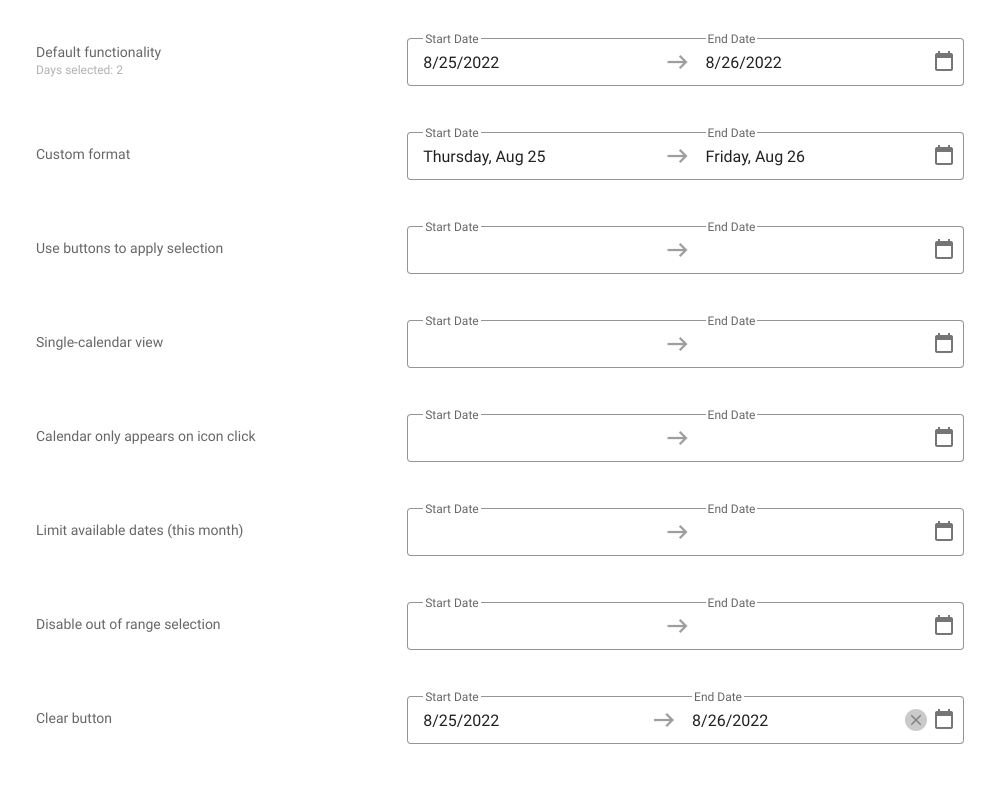 Start Date End Date
Default functionality 8/25/2022 8/26/2022
Days selected: 2
Start Date End Date
Custom format Thursday, Aug 25 Friday, Aug 26
Start Date End Date
Use buttons to apply selection
Start Date End Date
Single-calendar view
Start Date End Date
Calendar only appears on icon click
Start Date End Date
Limit available dates (this month)
Start Date End Date
Disable out of range selection
Start Date End Date
Clear button 8/25/2022 8/26/2022